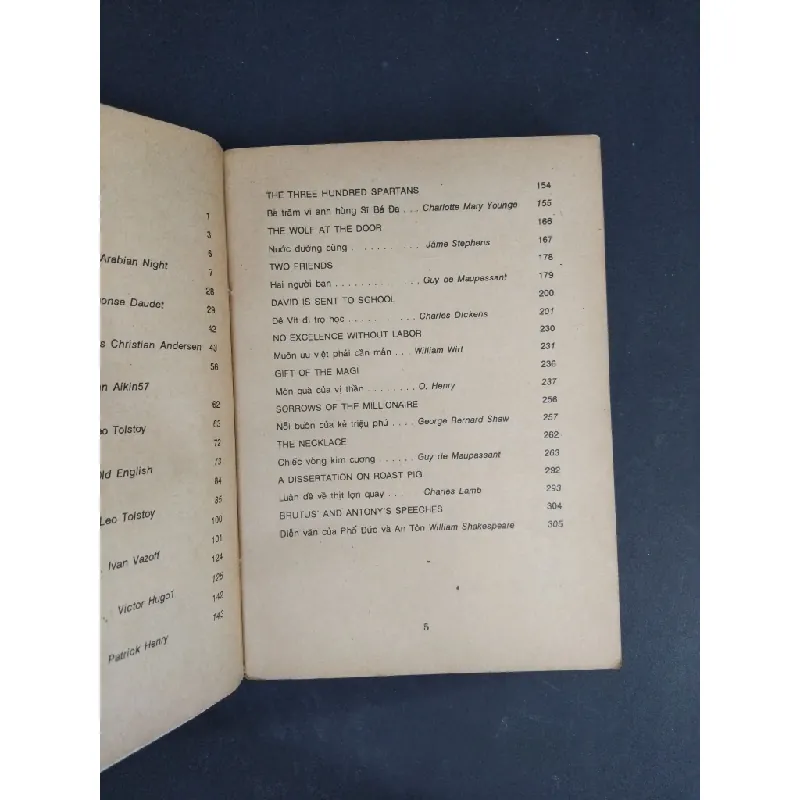 1
3
6
Arabian Night 7
28
onse Daudet 29
42
s Christian Andersen 43
56
n Aikin57
62
eo Tolstoy 63
72
ld English 73
84
Leo Tolstoy 85
100
101
Ivan Vazoff 124
125
Victor Hugoi 142
143
Patrick Henry
THE THREE HUNDRED SPARTANS 154
Ba trăm vị anh hùng Sĩ Bá Đa . . . Charlotte Mary Younge 155
THE WOLF AT THE DOOR 166
Nước đường cùng . . . . . . . . . . Jame Stephens 167
TWO FRIENDS 178
Hai người bạn . . . . . . . . . . . . Guy de Maupassant 179
DAVID IS SENT TO SCHOOL 200
Đê Vit đi trọ học . . . . . . . . . . Charles Dickens 201
NO EXCELENCE WITHOUT LABOR 230
Muốn ưu việt phải cần mẫn . . . William Wirt 231
GIFT OF THE MAGI 236
Món quà của vị thần . . . . . . . . O. Henry 237
SORROWS OF THE MILLIONAIRE 256
Nỗi buồn của kẻ triệu phú . . . . George Bernard Shaw 257
THE NECKLACE 262
Chiếc vòng kim cương . . . . . . Guy de Maupassant 263
A DISSERTATION ON ROAST PIG 292
Luận đề về thịt lợn quay . . . . Charles Lamb 293
BRUTUS' AND ANTONY'S SPEECHES 304
Diễn văn của Phổ Đức và An Tôn William Shakespeare 305
5